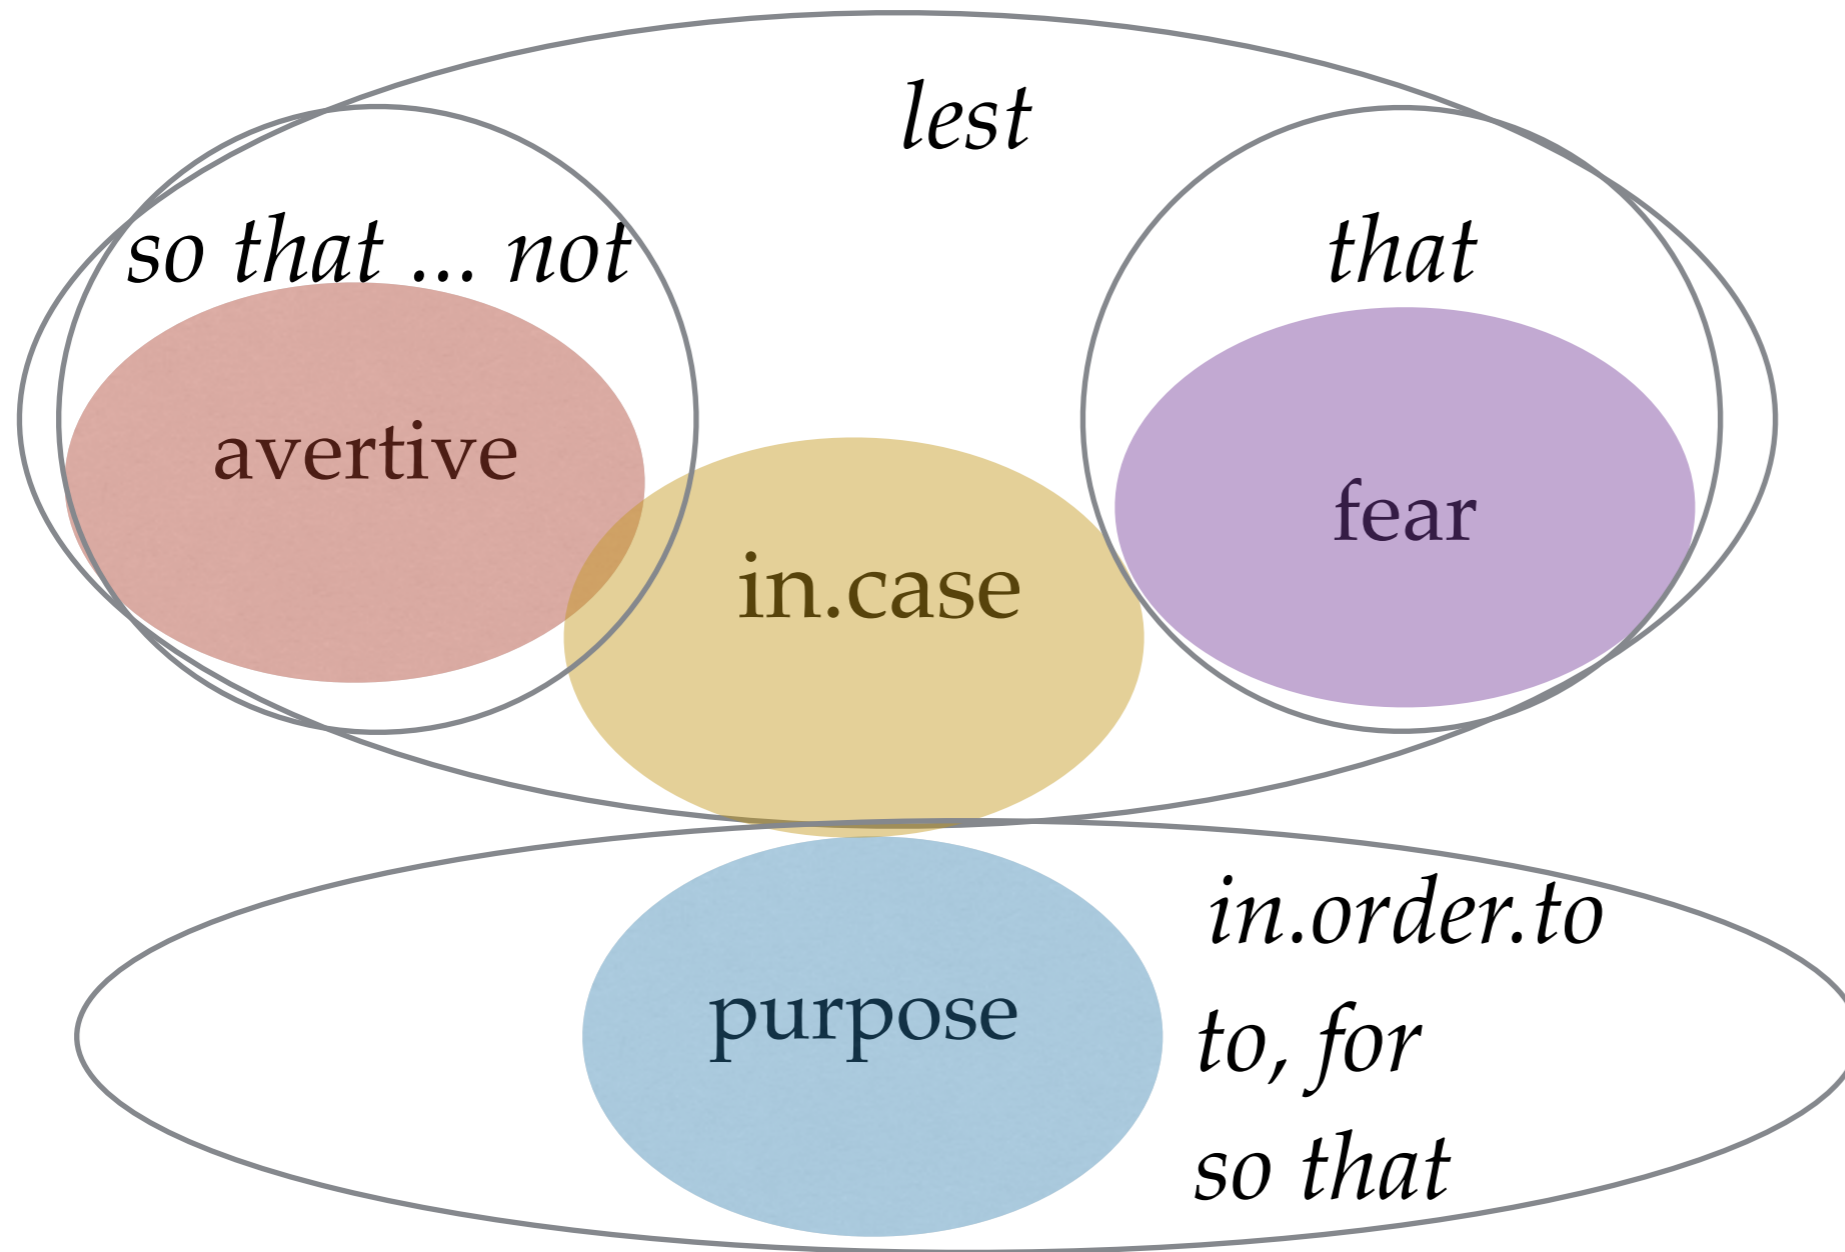 lest
so that ... not
that
avertive
fear
in.case
in.order.to
purpose
to, for
so that